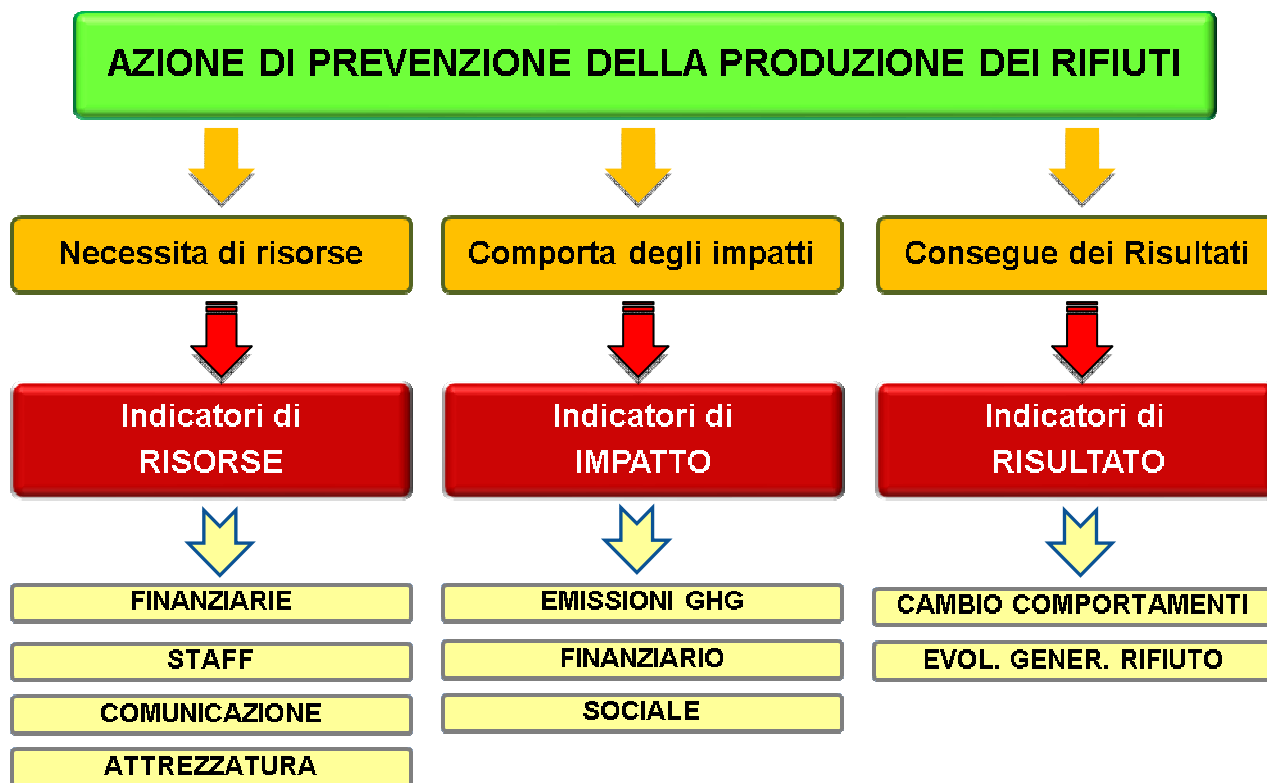 AZIONE DI PREVENZIONE DELLA PRODUZIONE DEI RIFIUTI
Necessita di risorse
Comporta degli impatti
Consegue dei Risultati
Indicatori di
RISORSE
Indicatori di
IMPATTO
Indicatori di
RISULTATO
FINANZIARIE
STAFF
COMUNICAZIONE
ATTREZZATURA
EMISSIONI GHG
FINANZIARIO
SOCIALE
CAMBIO COMPORTAMENTI
EVOL. GENER. RIFIUTO